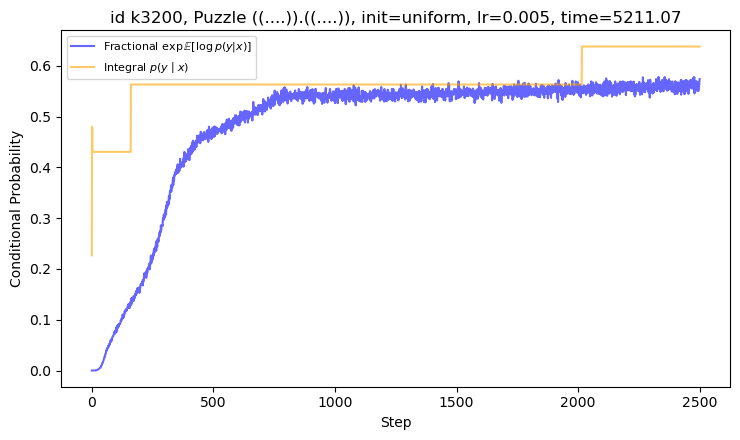 id k3200, Puzzle ((....)).((....)), init=uniform, lr=0.005, time=5211.07
Fractional exp𝔼[log p(y|x)]
Integral p(y | x)
Conditional Probability
0.6
0.5
0.4
0.3
0.2
0.1
0.0
0
500
1000
1500
2000
2500
Step